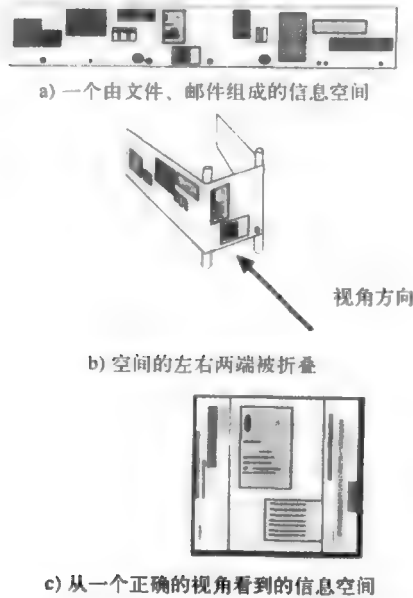 a) 一个由文件、邮件组成的信息空间
视角方向
b) 空间的左右两端被折叠
c) 从一个正确的视角看到的信息空间